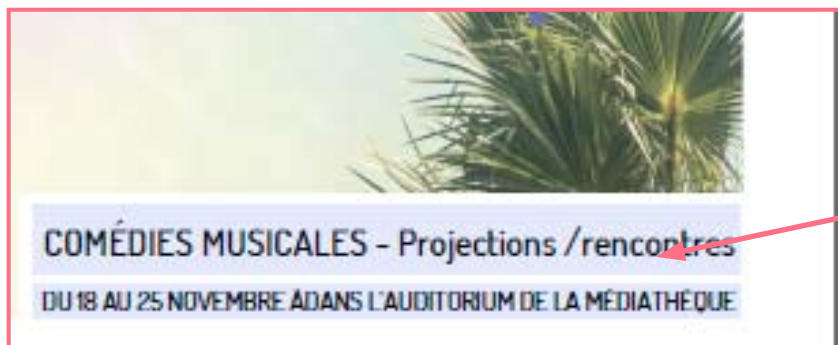 COMÉDIES MUSICALES - Projections /rencontres
DU 18 AU 25 NOVEMBRE ÀDANS L'AUDITORIUM DE LA MÉDIATHÈQUE